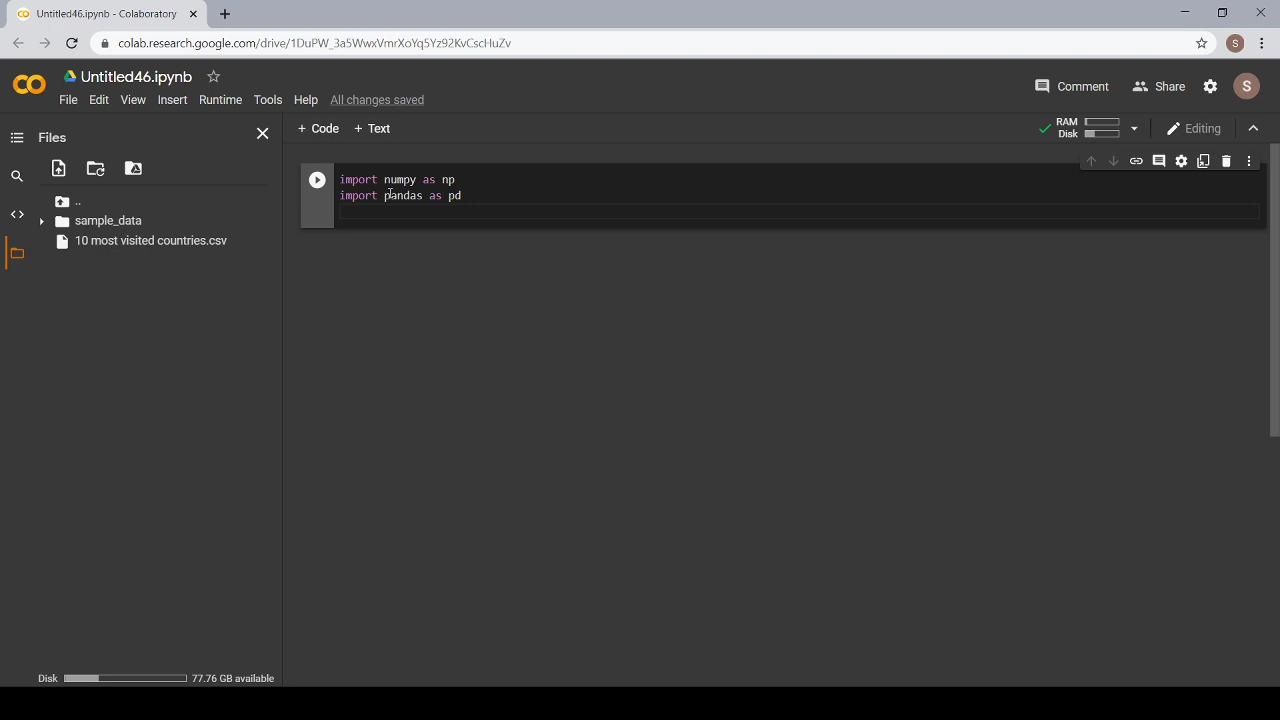 Untitled46.ipynb - Colaboratory
colab.research.google.com/drive/1DuPW_3a5WwxVmrXoYq5Yz92KvCscHuZv
S
CO
Untitled46.ipynb
File Edit View Insert Runtime Tools Help All changes saved
Comment
Share
S
Files
+ Code + Text
RAM
Disk
Editing
..
sample_data
10 most visited countries.csv
import numpy as np
import pandas as pd
Disk 77.76 GB available